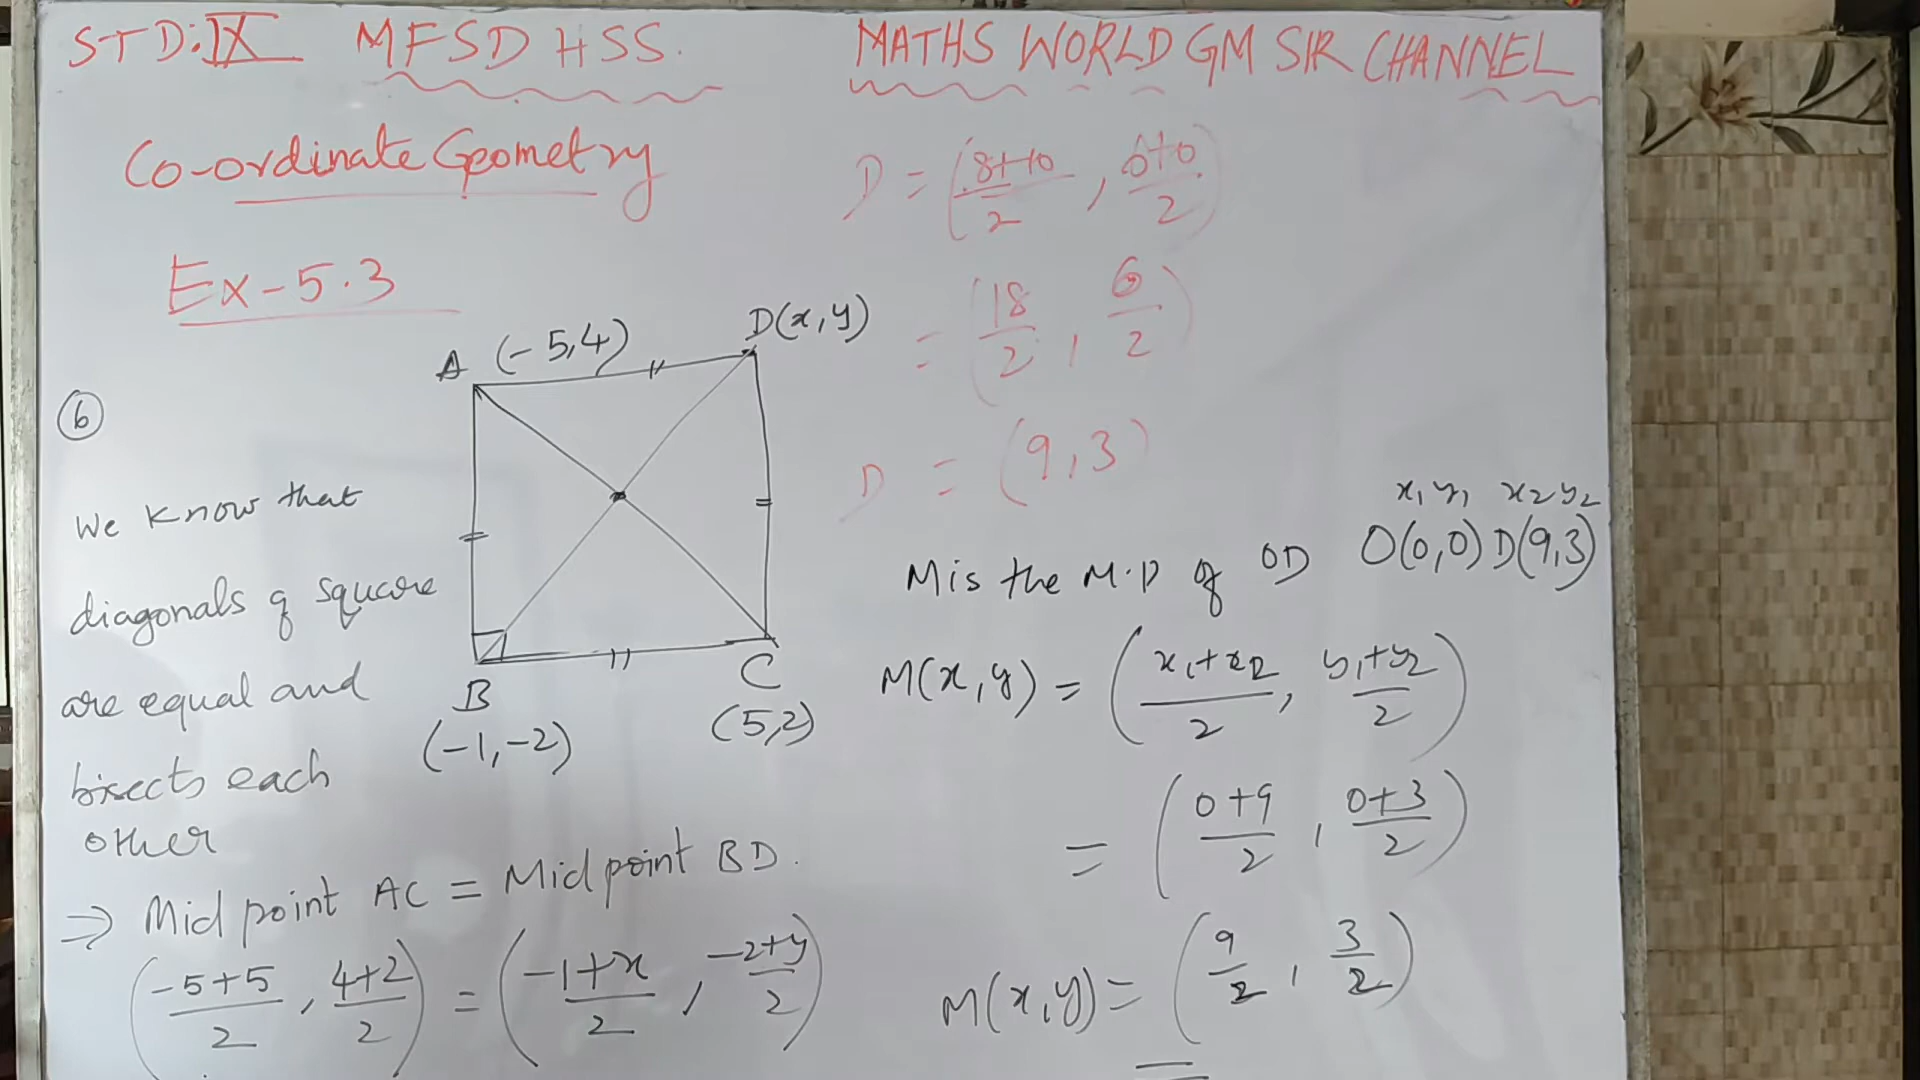 STD:IX MFSD HSS. MATHS WORLD GM SIR CHANNEL
Co-ordinate Geometry
Ex-5.3
6
A (-5,4)
D(x,y)
B
(-1,-2)
C
(5,2)
We know that
diagonals of square
are equal and
bisects each
other
⇒ Mid point AC = Mid point BD.
(-5+5/2, 4+2/2) = (-1+x/2, -2+y/2)
D = (8+10/2, 6+0/2)
= (18/2, 6/2)
D = (9,3)
x1 y1 x2 y2
M is the M.P of OD O(0,0) D(9,3)
M(x,y) = (x1+x2/2, y1+y2/2)
= (0+9/2, 0+3/2)
M(x,y) = (9/2, 3/2)